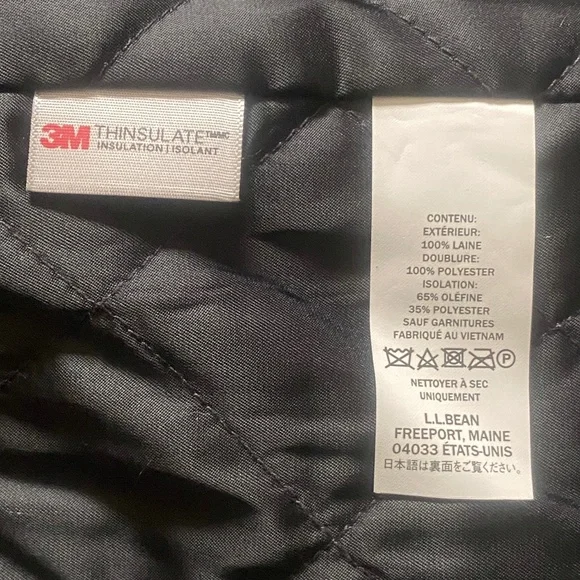 3M THINSULATE™/MC
INSULATION | ISOLANT
CONTENU:
EXTÉRIEUR:
100% LAINE
DOUBLURE:
100% POLYESTER
ISOLATION:
65% OLÉFINE
35% POLYESTER
SAUF GARNITURES
FABRIQUÉ AU VIETNAM
P
NETTOYER À SEC
UNIQUEMENT
L.L.BEAN
FREEPORT, MAINE
04033 ÉTATS-UNIS
日本語は裏面をご覧ください。